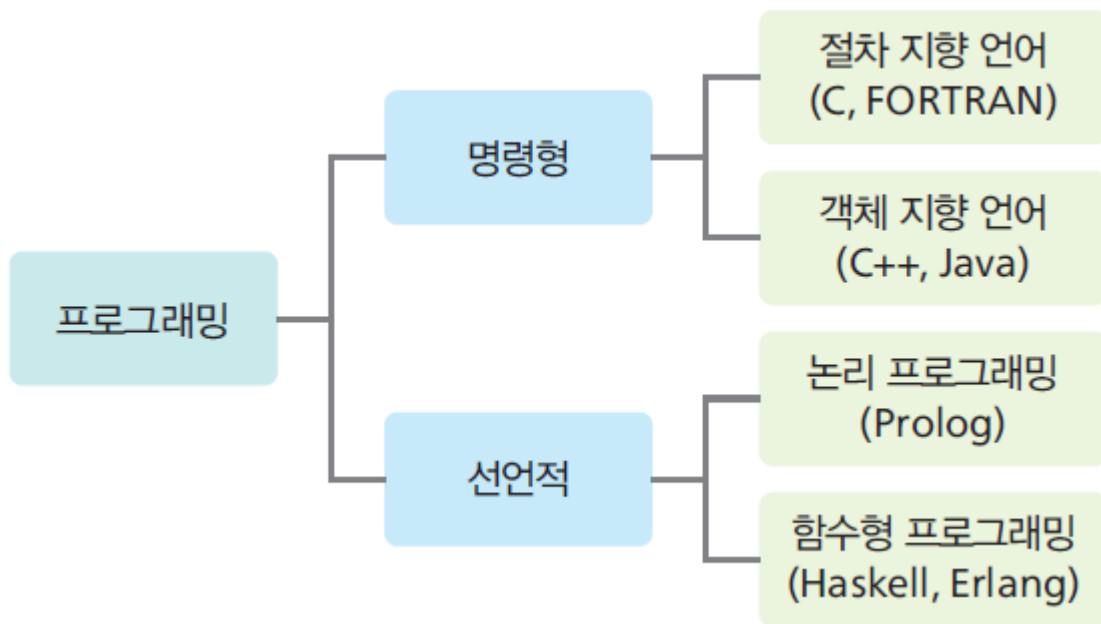 프로그래밍
명령형
절차 지향 언어
(C, FORTRAN)
객체 지향 언어
(C++, Java)
선언적
논리 프로그래밍
(Prolog)
함수형 프로그래밍
(Haskell, Erlang)